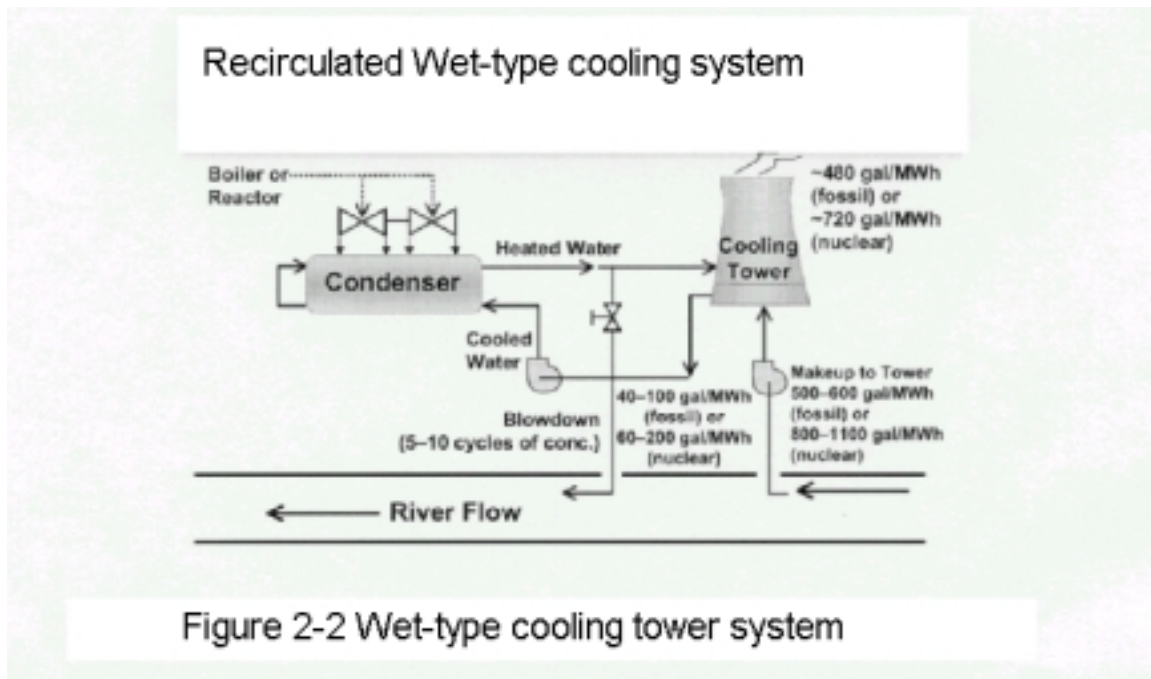 Recirculated Wet-type cooling system
Boiler or
Reactor
~480 gal/MWh
(fossil) or
~720 gal/MWh
(nuclear)
Heated Water
Cooling
Tower
Condenser
Cooled
Water
Makeup to Tower
500–600 gal/MWh
(fossil) or
800–1100 gal/MWh
(nuclear)
Blowdown
(5–10 cycles of conc.)
40–100 gal/MWh
(fossil) or
60–200 gal/MWh
(nuclear)
River Flow
Figure 2-2 Wet-type cooling tower system